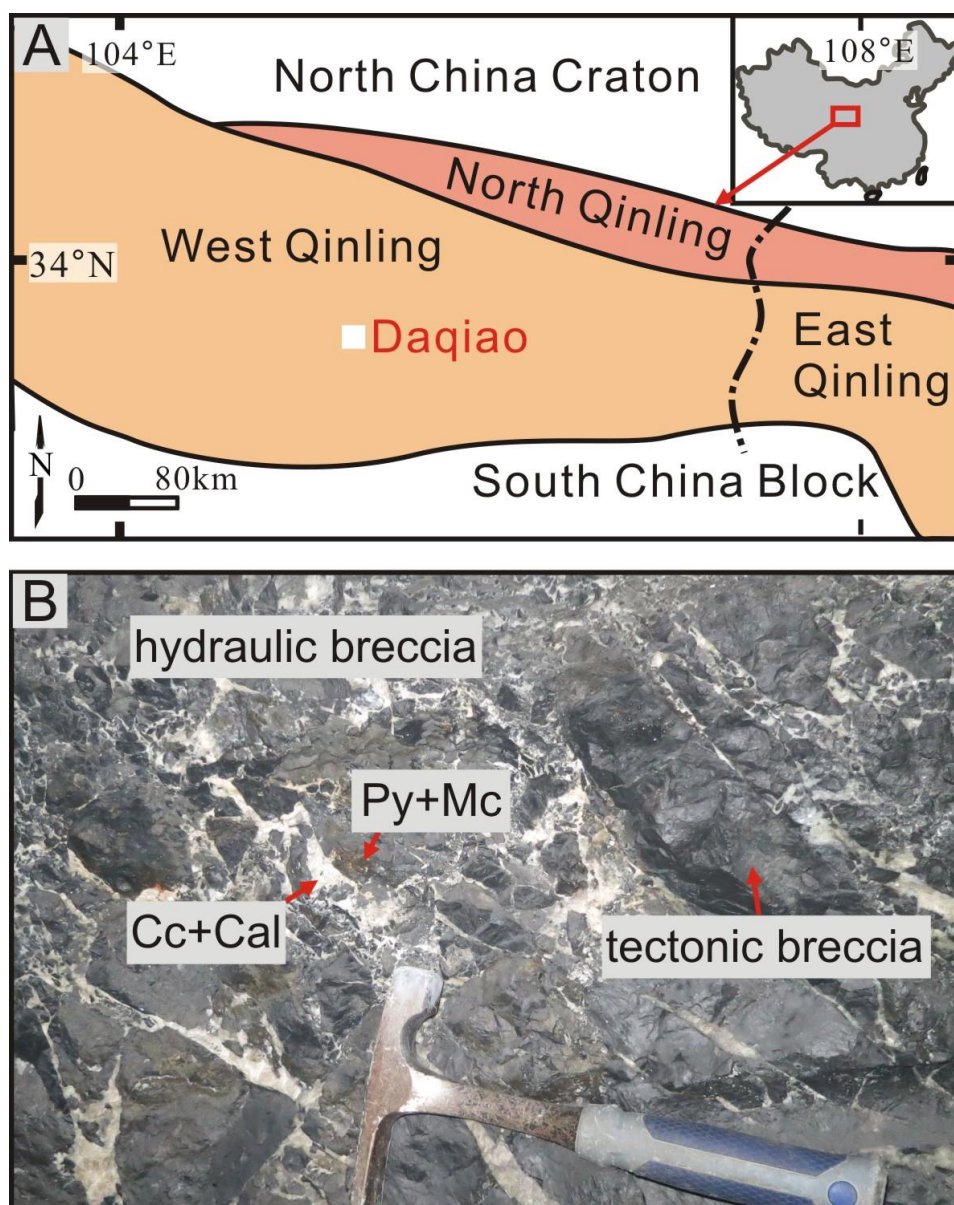 A
104°E
108°E
North China Craton
North Qinling
West Qinling
34°N
Daqiao
East
Qinling
N
0 80km
South China Block
B
hydraulic breccia
Py+Mc
Cc+Cal
tectonic breccia